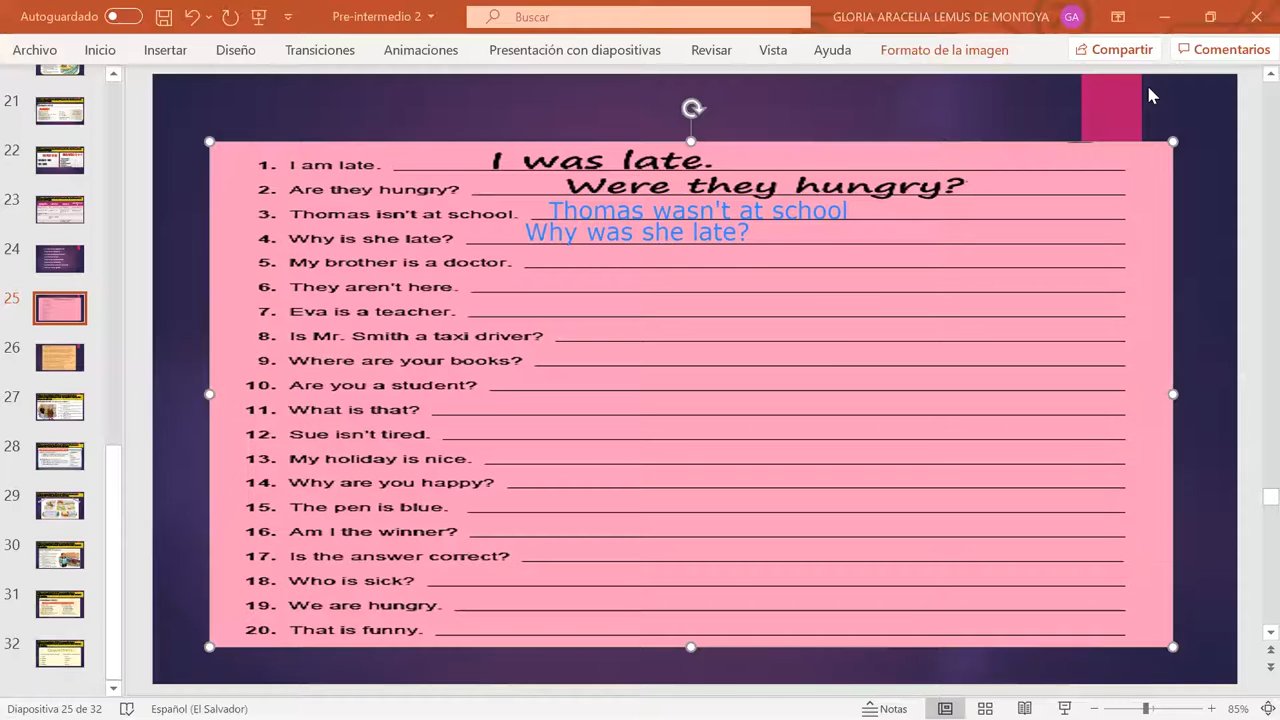 Autoguardado
Pre-intermedio 2
Buscar
GLORIA ARACELIA LEMUS DE MONTOYA
GA
Archivo
Inicio
Insertar
Diseño
Transiciones
Animaciones
Presentación con diapositivas
Revisar
Vista
Ayuda
Formato de la imagen
Compartir
Comentarios
21
22
23
24
25
26
27
28
29
30
31
32
1. I am late. I was late.
2. Are they hungry? Were they hungry?
3. Thomas isn't at school. Thomas wasn't at school
4. Why is she late? Why was she late?
5. My brother is a doctor.
6. They aren't here.
7. Eva is a teacher.
8. Is Mr. Smith a taxi driver?
9. Where are your books?
10. Are you a student?
11. What is that?
12. Sue isn't tired.
13. My holiday is nice.
14. Why are you happy?
15. The pen is blue.
16. Am I the winner?
17. Is the answer correct?
18. Who is sick?
19. We are hungry.
20. That is funny.
Diapositiva 25 de 32
Español (El Salvador)
Notas
85%